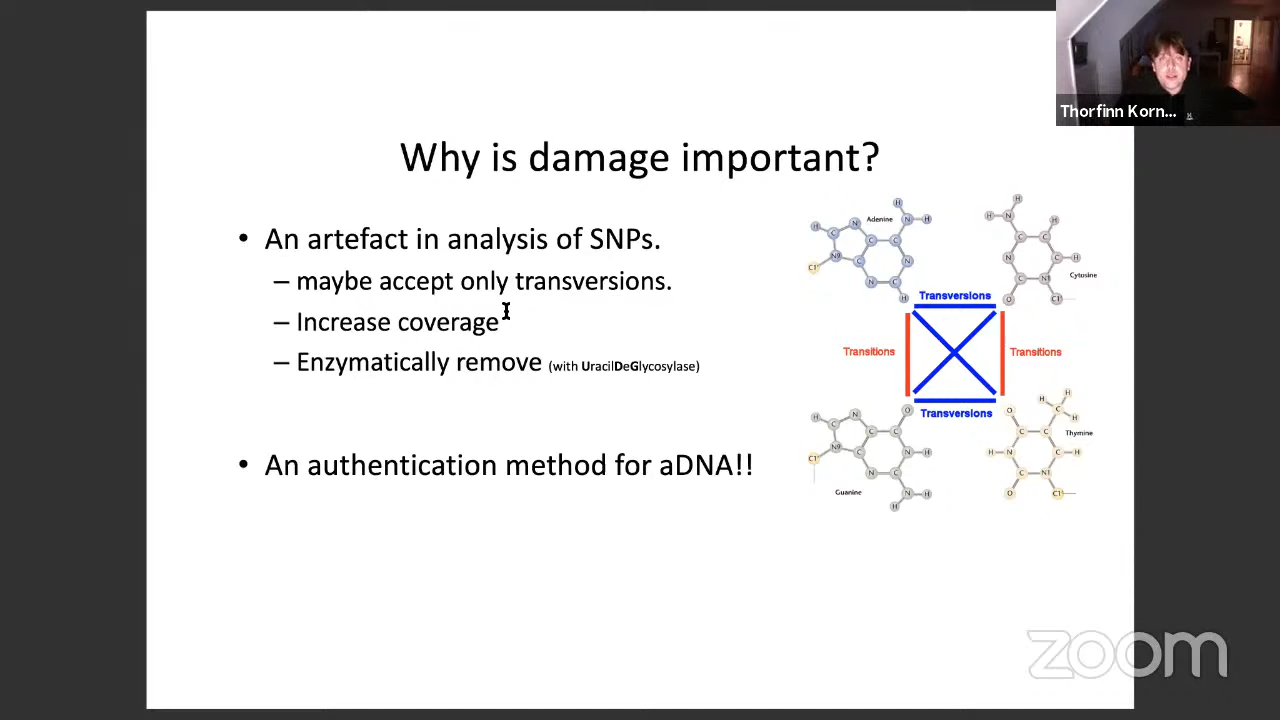 Thorfinn Korn...
Why is damage important?
• An artefact in analysis of SNPs.
– maybe accept only transversions.
– Increase coverage
– Enzymatically remove (with UracilDeGlycosylase)
• An authentication method for aDNA!!
Adenine
Cytosine
Transversions
Transitions
Transitions
Transversions
Guanine
Thymine
zoom